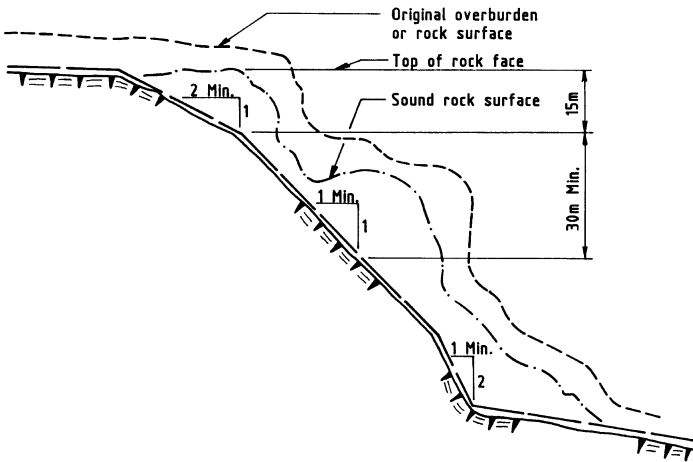 Original overburden
or rock surface
Top of rock face
2 Min.
1
Sound rock surface
15m
30m Min.
1 Min.
1
1 Min.
2